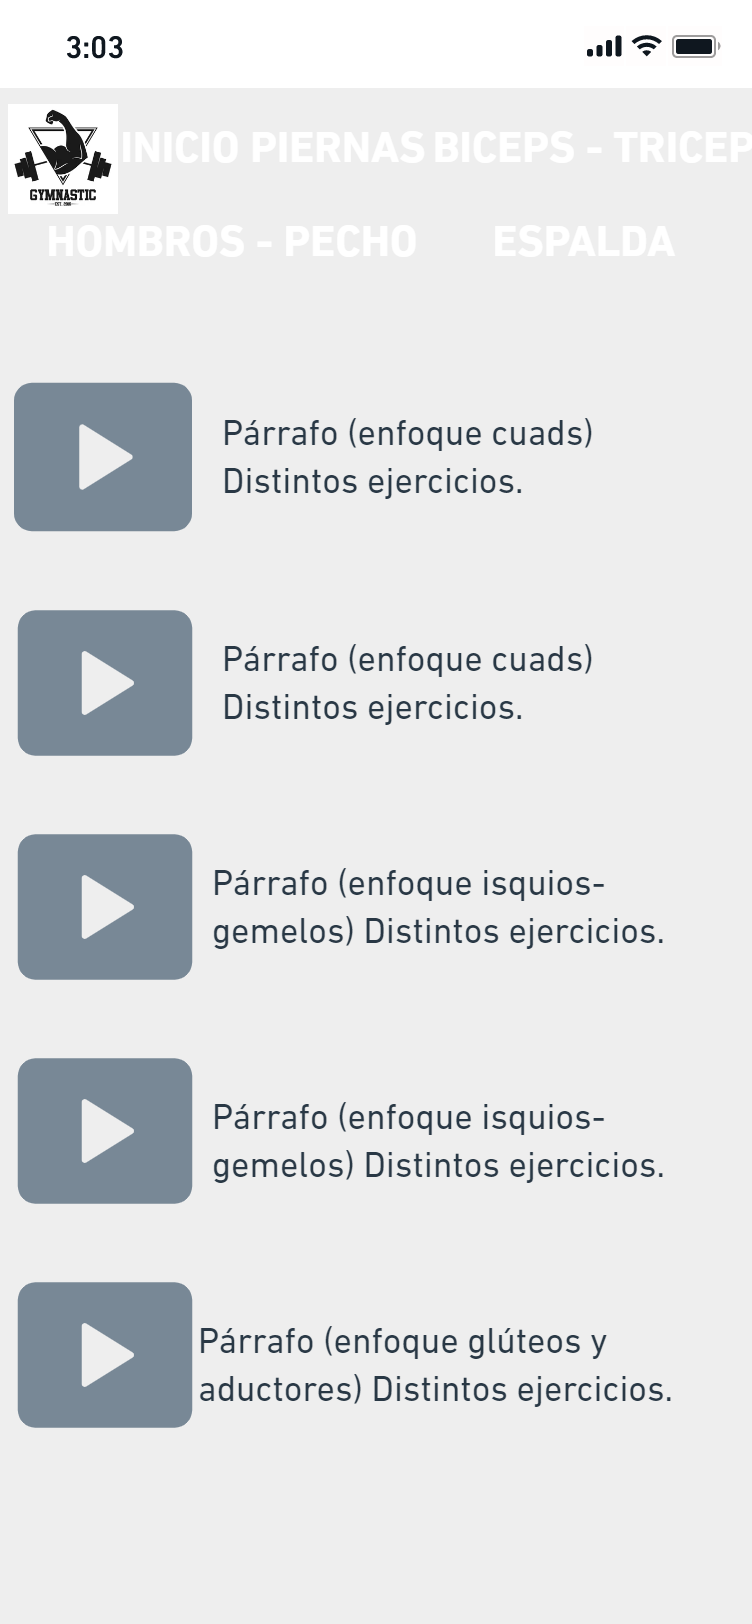 3:03
INICIO PIERNAS BICEPS - TRICEP
GYMNASTIC
HOMBROS - PECHO ESPALDA
Párrafo (enfoque cuads)
Distintos ejercicios.
Párrafo (enfoque cuads)
Distintos ejercicios.
Párrafo (enfoque isquios-
gemelos) Distintos ejercicios.
Párrafo (enfoque isquios-
gemelos) Distintos ejercicios.
Párrafo (enfoque glúteos y
aductores) Distintos ejercicios.